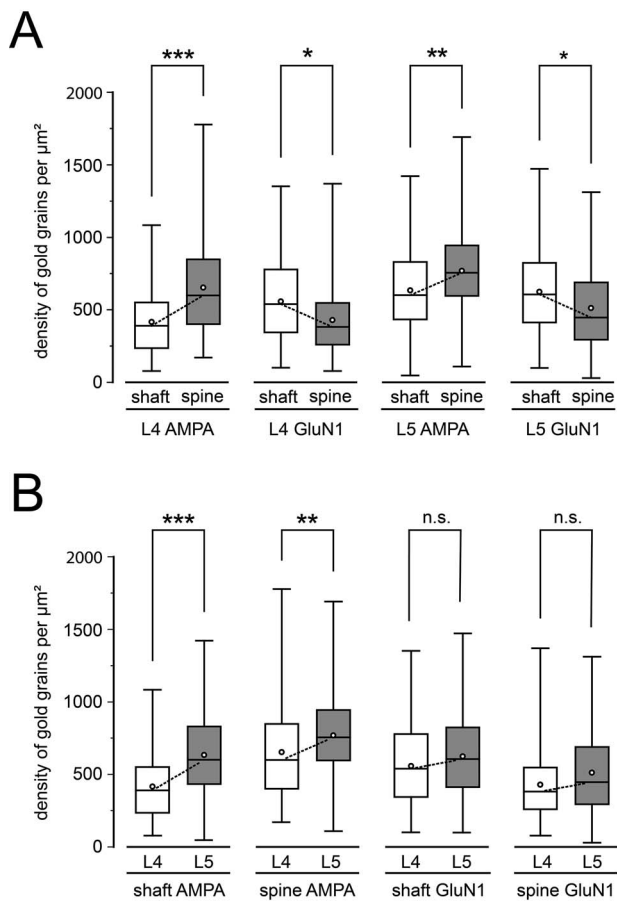 A
*** * ** *
2000
1500
1000
500
0
density of gold grains per µm²
shaft spine shaft spine shaft spine shaft spine
L4 AMPA L4 GluN1 L5 AMPA L5 GluN1
B
*** ** n.s. n.s.
2000
1500
1000
500
0
density of gold grains per µm²
L4 L5 L4 L5 L4 L5 L4 L5
shaft AMPA spine AMPA shaft GluN1 spine GluN1